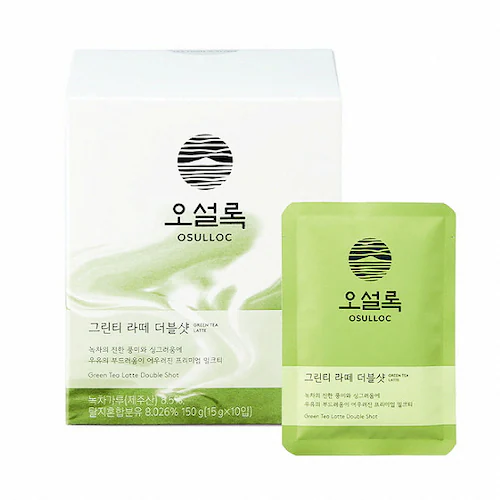 오설록
OSULLOC
그린티 라떼 더블샷 GREEN TEA LATTE
녹차의 진한 풍미와 싱그러움에
우유의 부드러움이 어우러진 프리미엄 밀크티
Green Tea Latte Double Shot
녹차가루(제주산) 8.5%,
탈지혼합분유 8.026% 150g[15g×10입]
오설록
OSULLOC
그린티 라떼 더블샷 GREEN TEA LATTE
녹차의 진한 풍미와 싱그러움에
우유의 부드러움이 어우러진 프리미엄 밀크티
Green Tea Latte Double Shot